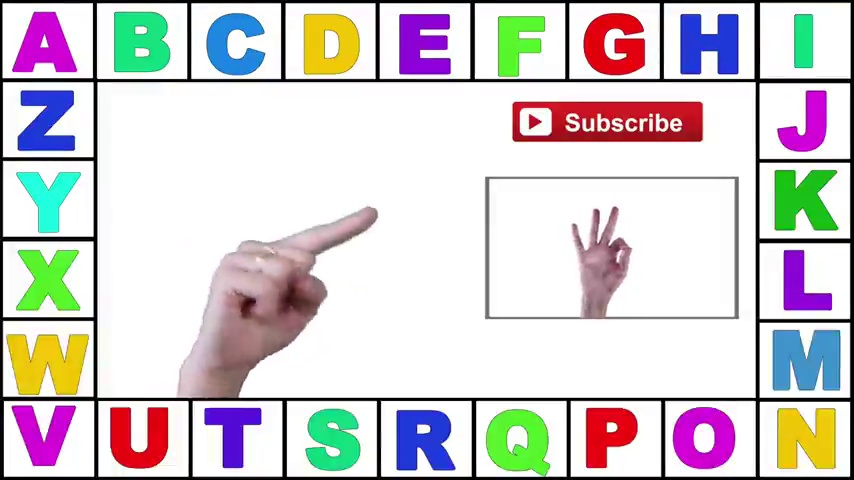 A B C D E F G H I
Z Subscribe J
Y K
X L
W M
V U T S R Q P O N